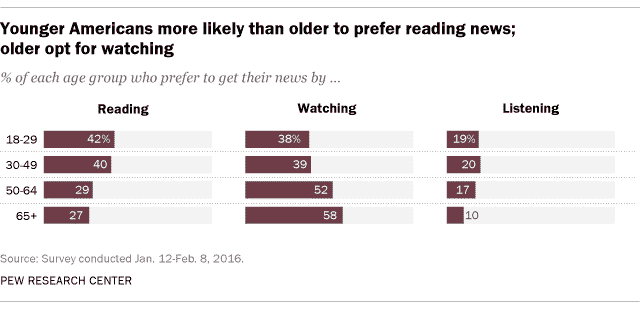 Younger Americans more likely than older to prefer reading news;
older opt for watching
% of each age group who prefer to get their news by ...
Reading Watching Listening
18-29 42% 38% 19%
30-49 40 39 20
50-64 29 52 17
65+ 27 58 10
Source: Survey conducted Jan. 12-Feb. 8, 2016.
PEW RESEARCH CENTER